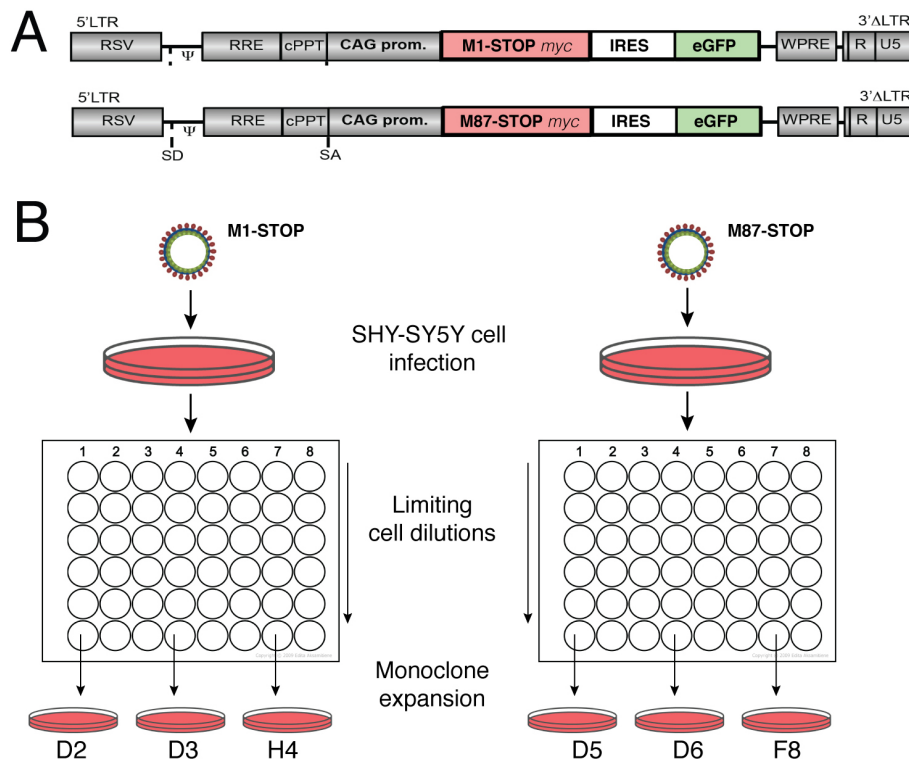 A
5'LTR 3'ΔLTR
RSV Ψ RRE cPPT CAG prom. M1-STOP myc IRES eGFP WPRE R U5
5'LTR 3'ΔLTR
RSV Ψ RRE cPPT CAG prom. M87-STOP myc IRES eGFP WPRE R U5
SD SA
B
M1-STOP M87-STOP
SHY-SY5Y cell
infection
1 2 3 4 5 6 7 8 1 2 3 4 5 6 7 8
Limiting
cell dilutions
Monoclone
expansion
D2 D3 H4 D5 D6 F8